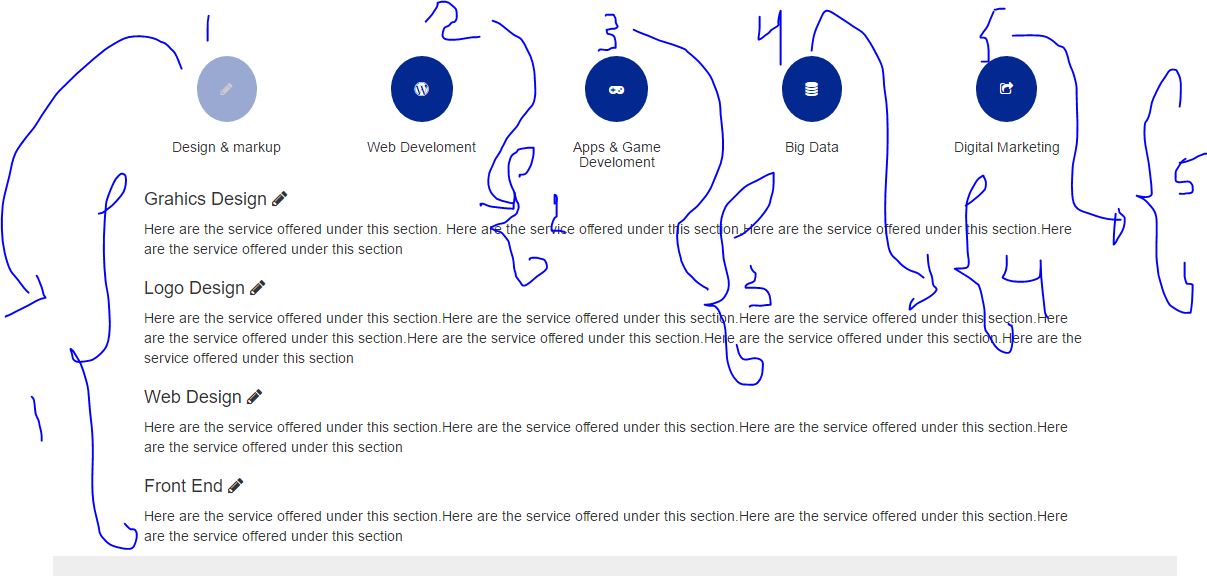 1 2 3 4 5
Design & markup Web Develoment Apps & Game Big Data Digital Marketing
Develoment
5
Grahics Design
2
Here are the service offered under this section. Here are the service offered under this section.Here are the service offered under this section.Here
are the service offered under this section
4
Logo Design
3
Here are the service offered under this section.Here are the service offered under this section.Here are the service offered under this section.Here
are the service offered under this section.Here are the service offered under this section.Here are the service offered under this section.Here are the
service offered under this section
Web Design
1
Here are the service offered under this section.Here are the service offered under this section.Here are the service offered under this section.Here
are the service offered under this section
Front End
Here are the service offered under this section.Here are the service offered under this section.Here are the service offered under this section.Here
are the service offered under this section